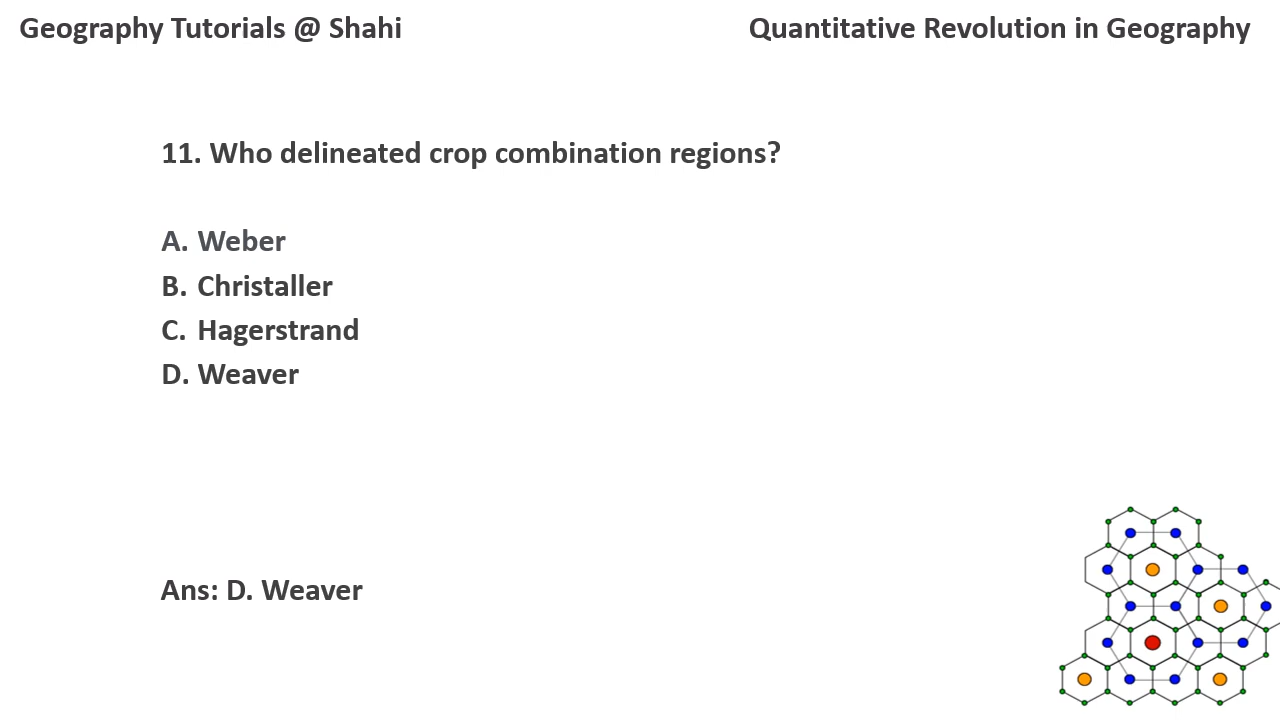 Geography Tutorials @ Shahi
Quantitative Revolution in Geography
11. Who delineated crop combination regions?
A. Weber
B. Christaller
C. Hagerstrand
D. Weaver
Ans: D. Weaver